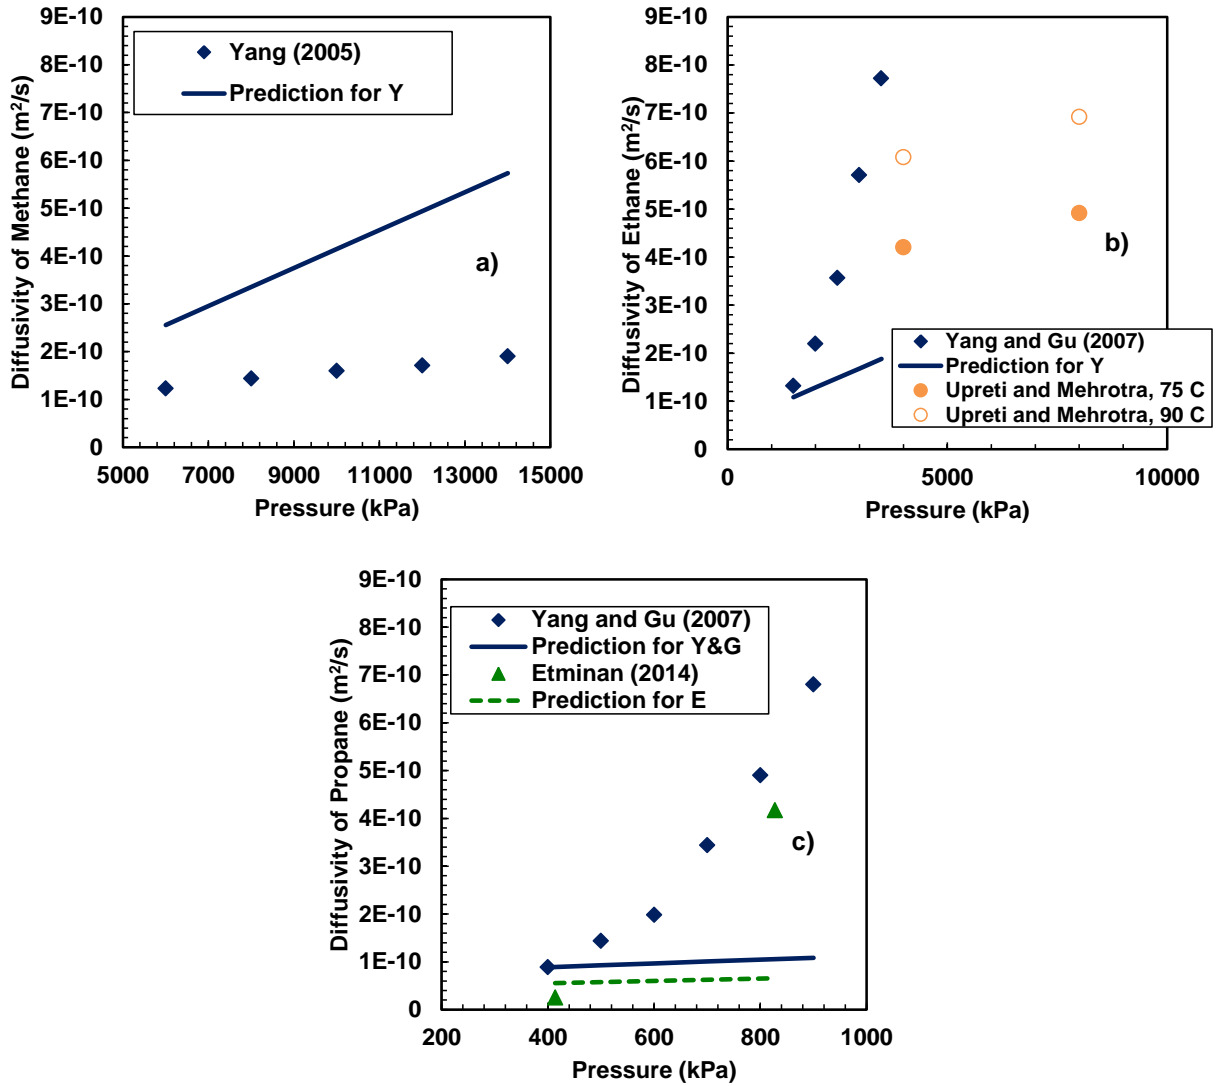 Diffusivity of Methane (m²/s)
9E-10
8E-10
7E-10
6E-10
5E-10
4E-10
3E-10
2E-10
1E-10
0
Yang (2005)
Prediction for Y
a)
5000 7000 9000 11000 13000 15000
Pressure (kPa)
Diffusivity of Ethane (m²/s)
9E-10
8E-10
7E-10
6E-10
5E-10
4E-10
3E-10
2E-10
1E-10
0
b)
Yang and Gu (2007)
Prediction for Y
Upreti and Mehrotra, 75 C
Upreti and Mehrotra, 90 C
0 5000 10000
Pressure (kPa)
Diffusivity of Propane (m²/s)
9E-10
8E-10
7E-10
6E-10
5E-10
4E-10
3E-10
2E-10
1E-10
0
Yang and Gu (2007)
Prediction for Y&G
Etminan (2014)
Prediction for E
c)
200 400 600 800 1000
Pressure (kPa)